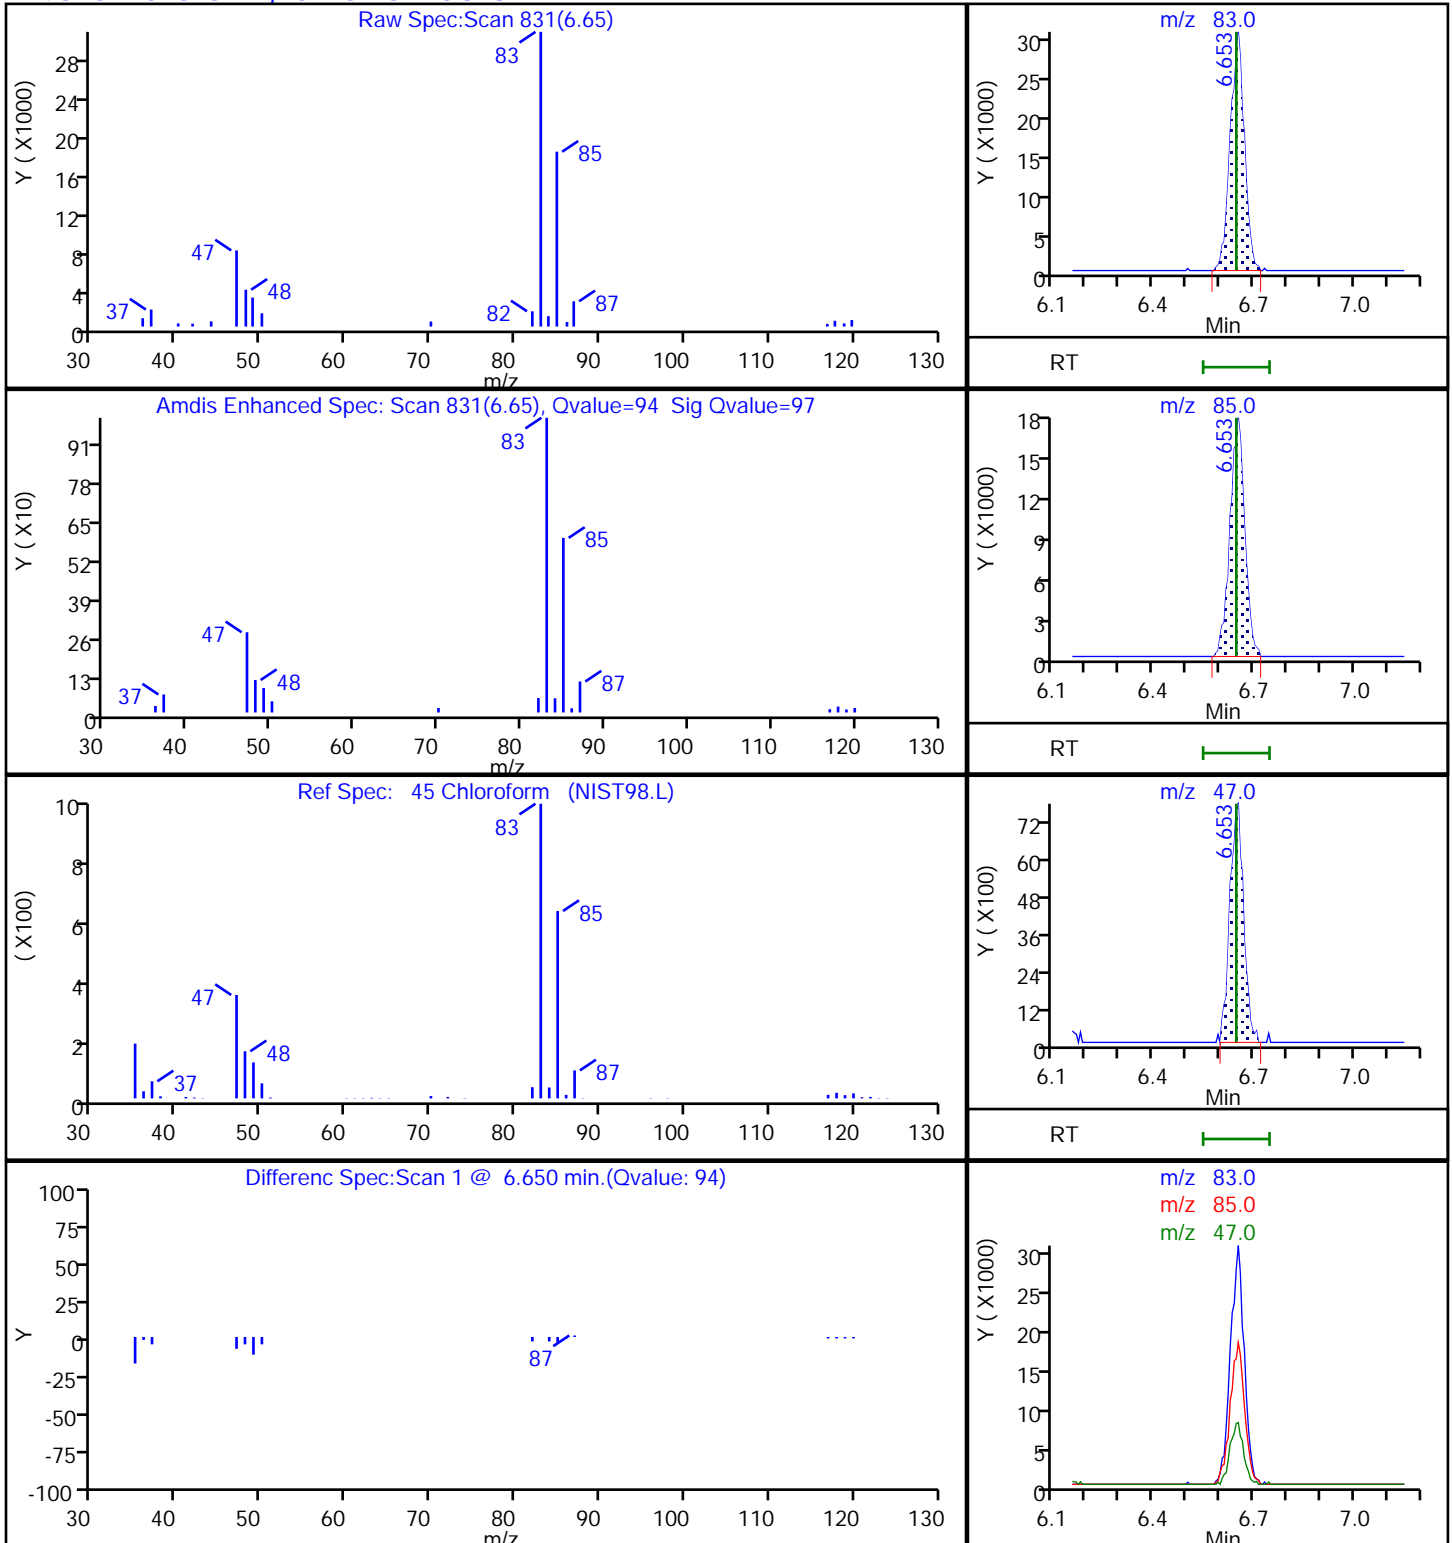 Raw Spec:Scan 831(6.65)
Y ( X1000)
28
24
20
16
12
8
4
0
83
85
47
48
37
82
87
30 40 50 60 70 80 90 100 110 120 130
m/z
m/z 83.0
Y ( X1000)
30
25
20
15
10
5
0
6.653
6.1 6.4 6.7 7.0
Min
RT
Amdis Enhanced Spec: Scan 831(6.65), Qvalue=94 Sig Qvalue=97
Y ( X10)
91
78
65
52
39
26
13
0
83
85
47
48
37
87
30 40 50 60 70 80 90 100 110 120 130
m/z
m/z 85.0
Y ( X1000)
18
15
12
9
6
3
0
6.653
6.1 6.4 6.7 7.0
Min
RT
Ref Spec: 45 Chloroform (NIST98.L)
( X100)
10
8
6
4
2
0
83
85
47
48
37
87
30 40 50 60 70 80 90 100 110 120 130
m/z 47.0
Y ( X100)
72
60
48
36
24
12
0
6.653
6.1 6.4 6.7 7.0
Min
RT
Differenc Spec:Scan 1 @ 6.650 min.(Qvalue: 94)
Y
100
75
50
25
0
-25
-50
-75
-100
87
30 40 50 60 70 80 90 100 110 120 130
m/z
m/z 83.0
m/z 85.0
m/z 47.0
Y ( X1000)
30
25
20
15
10
5
0
6.1 6.4 6.7 7.0
Min